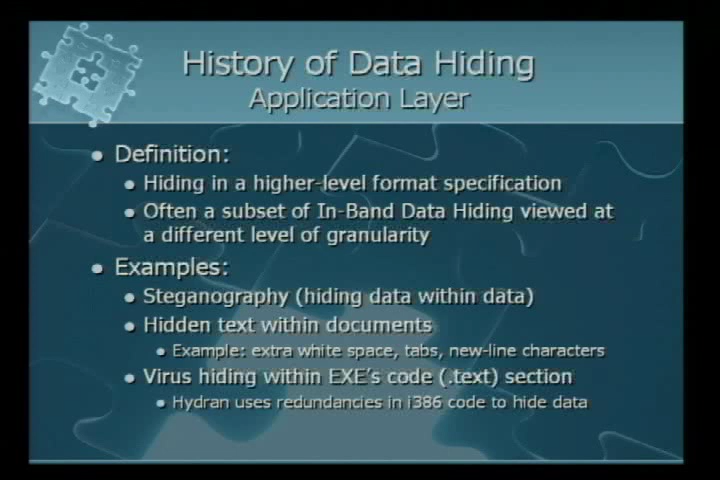 History of Data Hiding
Application Layer
Definition:
Hiding in a higher-level format specification
Often a subset of In-Band Data Hiding viewed at
a different level of granularity
Examples:
Steganography (hiding data within data)
Hidden text within documents
Example: extra white space, tabs, new-line characters
Virus hiding within EXE's code (.text) section
Hydran uses redundancies in i386 code to hide data